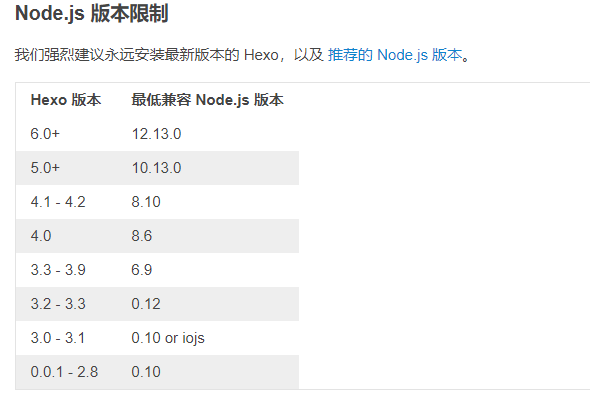 Node.js 版本限制
我们强烈建议永远安装最新版本的 Hexo，以及 推荐的 Node.js 版本。
Hexo 版本 最低兼容 Node.js 版本
6.0+ 12.13.0
5.0+ 10.13.0
4.1 - 4.2 8.10
4.0 8.6
3.3 - 3.9 6.9
3.2 - 3.3 0.12
3.0 - 3.1 0.10 or iojs
0.0.1 - 2.8 0.10